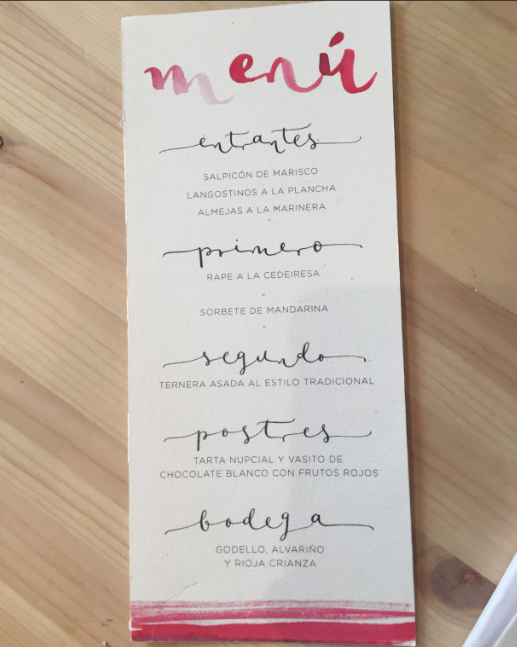 menú
entrantes
SALPICÓN DE MARISCO
LANGOSTINOS A LA PLANCHA
ALMEJAS A LA MARINERA
primero
RAPE A LA CEDEIRESA
SORBETE DE MANDARINA
segundo
TERNERA ASADA AL ESTILO TRADICIONAL
postres
TARTA NUPCIAL Y VASITO DE
CHOCOLATE BLANCO CON FRUTOS ROJOS
bodega
GODELLO, ALVARIÑO
Y RIOJA CRIANZA